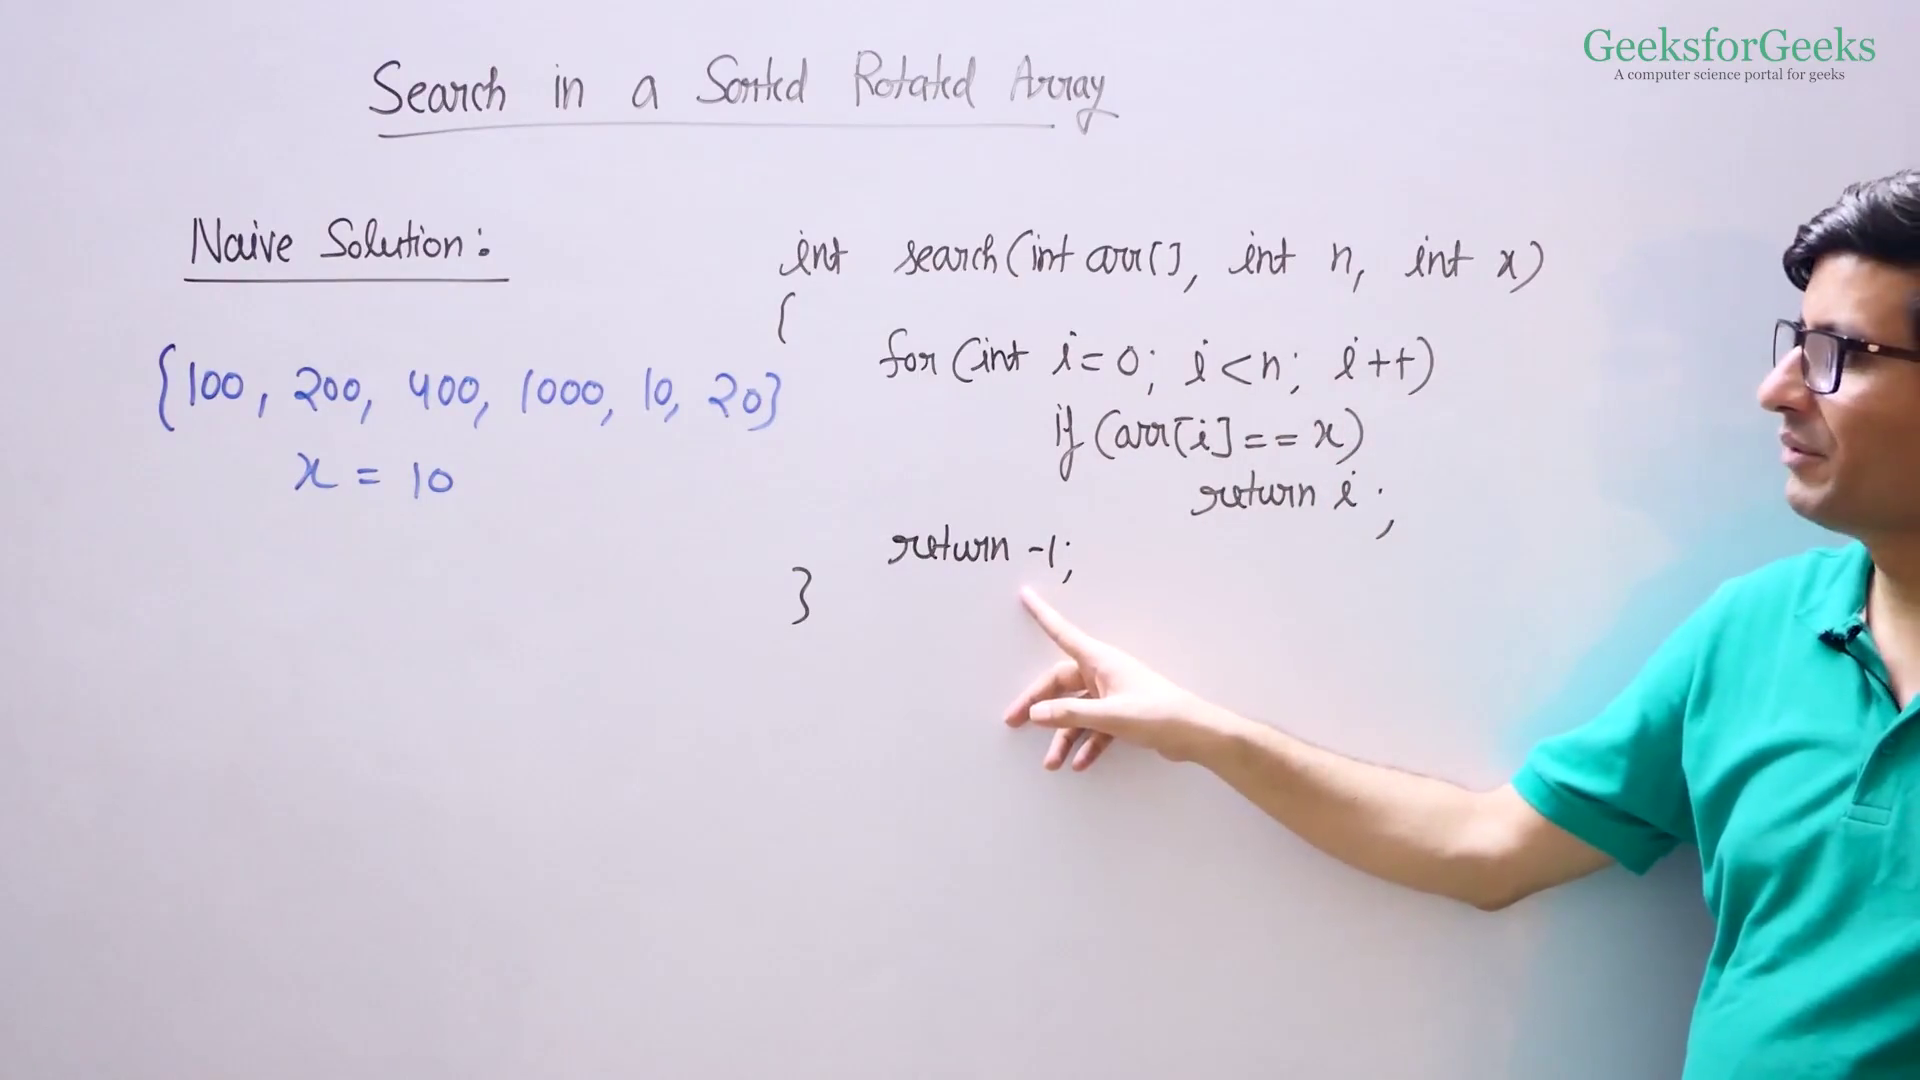 GeeksforGeeks
A computer science portal for geeks
Search in a Sorted Rotated Array
Naive Solution:
{100, 200, 400, 1000, 10, 20}
x = 10
int search(int arr[], int n, int x)
{
for (int i=0; i<n; i++)
if (arr[i]==x)
return i;
return -1;
}